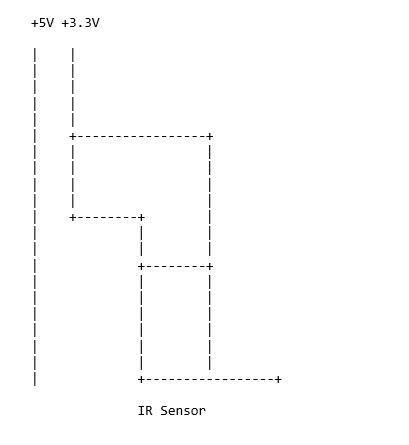 +5V +3.3V
IR Sensor